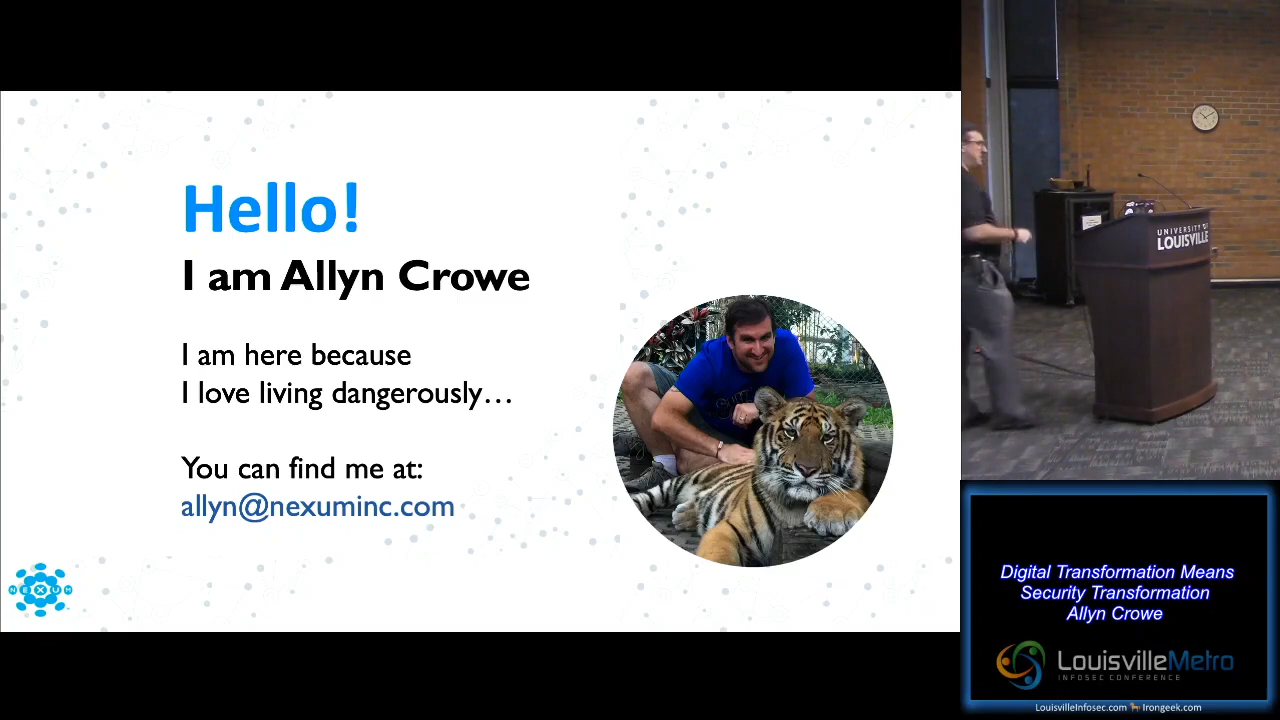 Hello!
I am Allyn Crowe
I am here because
I love living dangerously…
You can find me at:
allyn@nexuminc.com
NEXUM
UNIVERSITY OF
LOUISVILLE
Digital Transformation Means
Security Transformation
Allyn Crowe
LouisvilleMetro
INFOSEC CONFERENCE
LouisvilleInfosec.com Irongeek.com